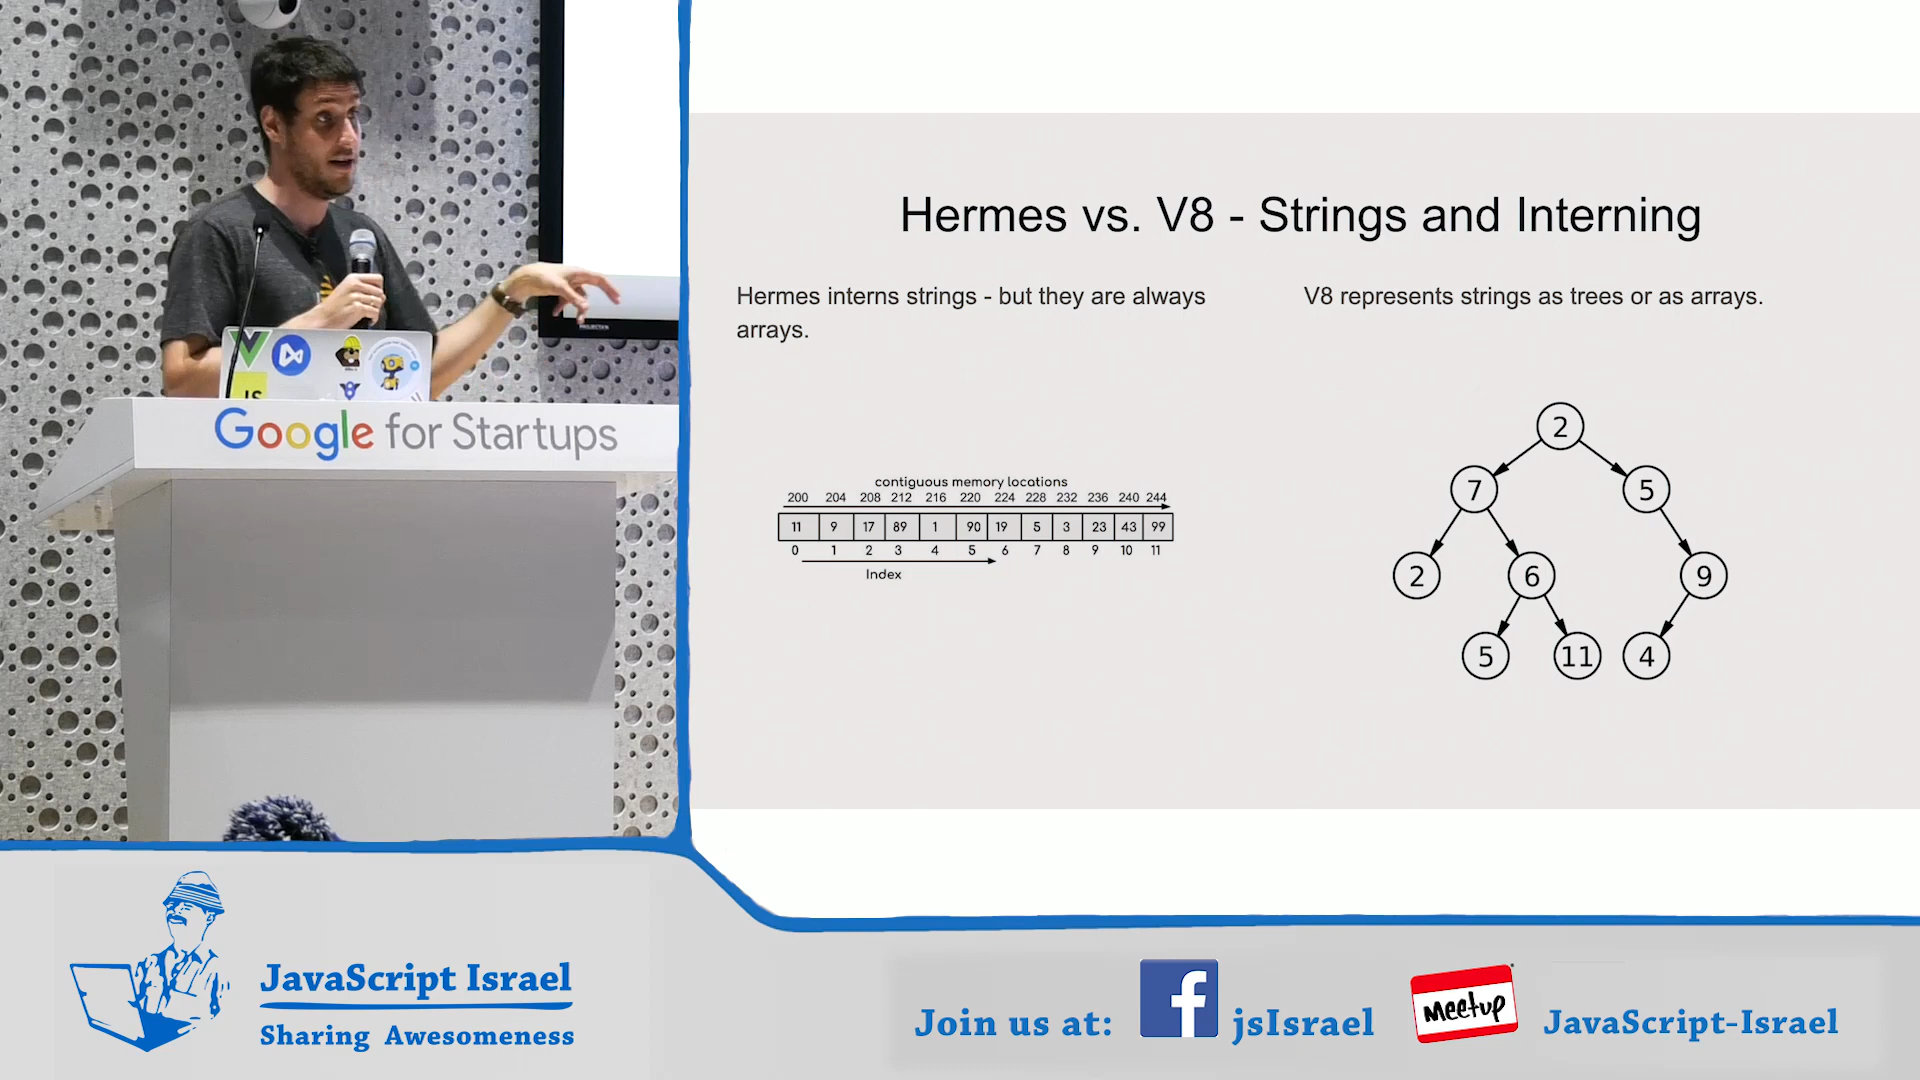 Hermes vs. V8 - Strings and Interning
Hermes interns strings - but they are always
arrays.
V8 represents strings as trees or as arrays.
contiguous memory locations
200 204 208 212 216 220 224 228 232 236 240 244
11 9 17 89 1 90 19 5 3 23 43 99
0 1 2 3 4 5 6 7 8 9 10 11
Index
2
7 5
2 6 9
5 11 4
JS
Google for Startups
JavaScript Israel
Sharing Awesomeness
Join us at:
jsIsrael
Meetup
JavaScript-Israel